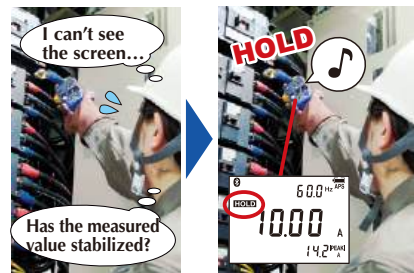 I can't see
the screen...
Has the measured
value stabilized?
HOLD
60.0 Hz APS
HOLD
10.00 A
14.2 PEAK A